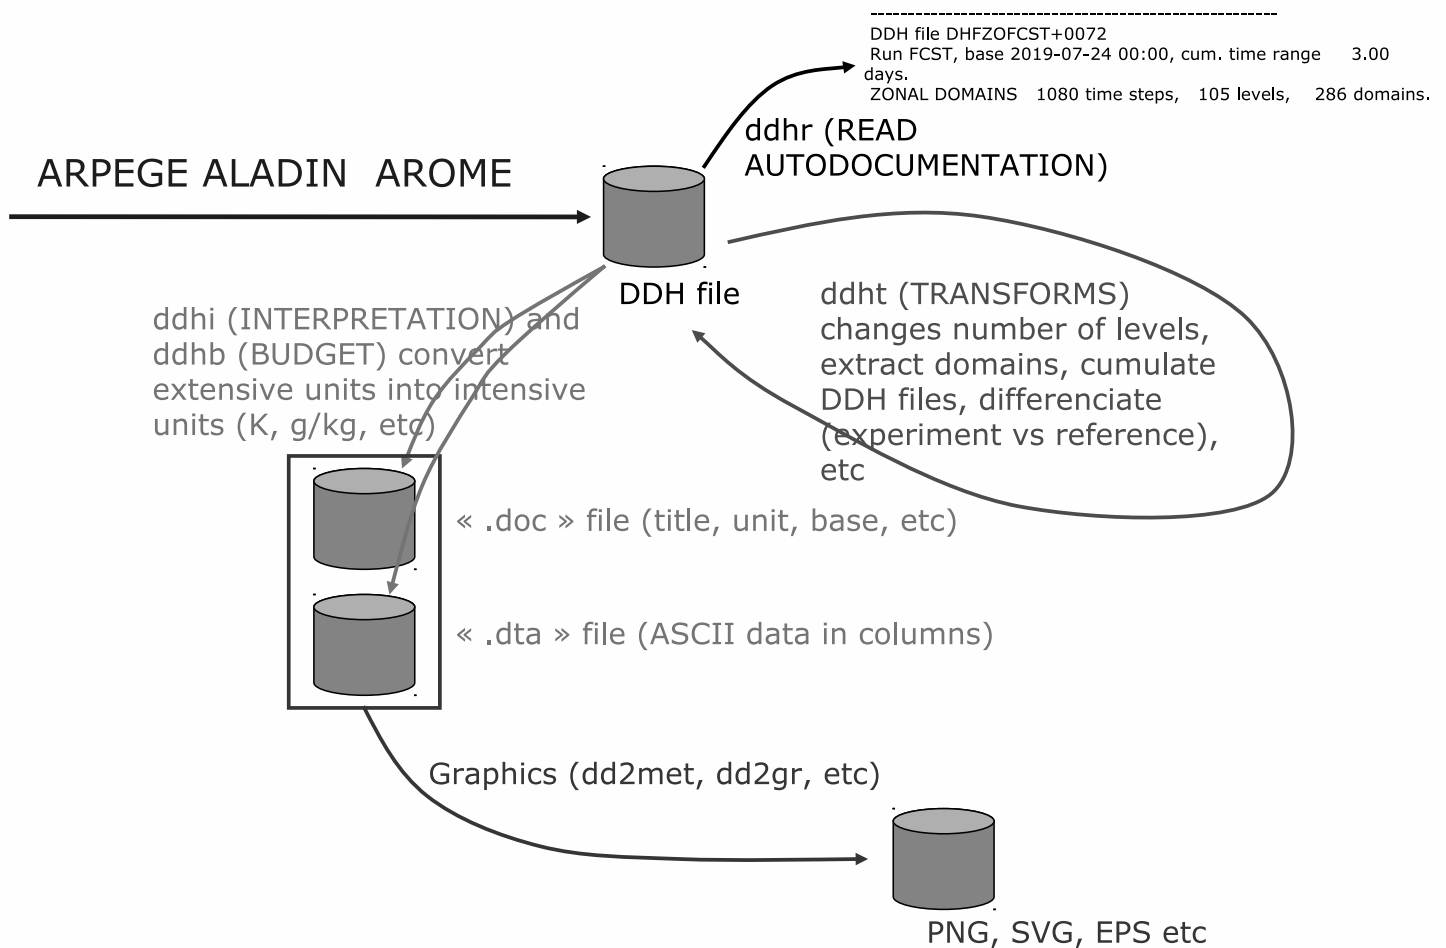 ------------------------------------------------------
DDH file DHFZOFCST+0072
Run FCST, base 2019-07-24 00:00, cum. time range 3.00
days.
ZONAL DOMAINS 1080 time steps, 105 levels, 286 domains.
ddhr (READ
AUTODOCUMENTATION)
ARPEGE ALADIN AROME
DDH file
ddht (TRANSFORMS)
changes number of levels,
extract domains, cumulate
DDH files, differenciate
(experiment vs reference),
etc
ddhi (INTERPRETATION) and
ddhb (BUDGET) convert
extensive units into intensive
units (K, g/kg, etc)
« .doc » file (title, unit, base, etc)
« .dta » file (ASCII data in columns)
Graphics (dd2met, dd2gr, etc)
PNG, SVG, EPS etc